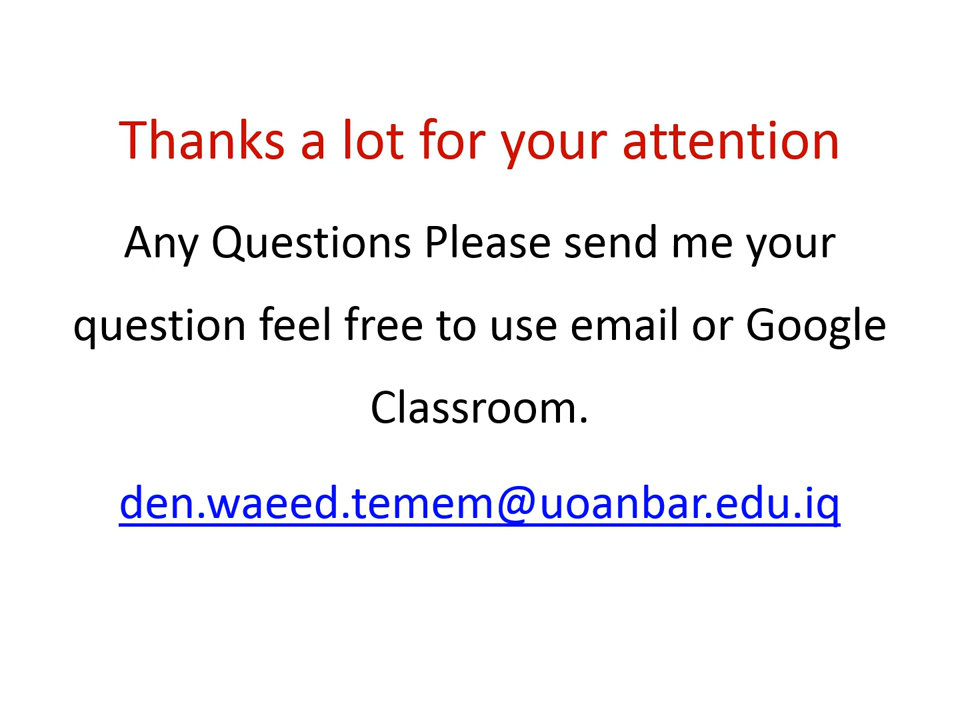 Thanks a lot for your attention
Any Questions Please send me your
question feel free to use email or Google
Classroom.
den.waeed.temem@uoanbar.edu.iq